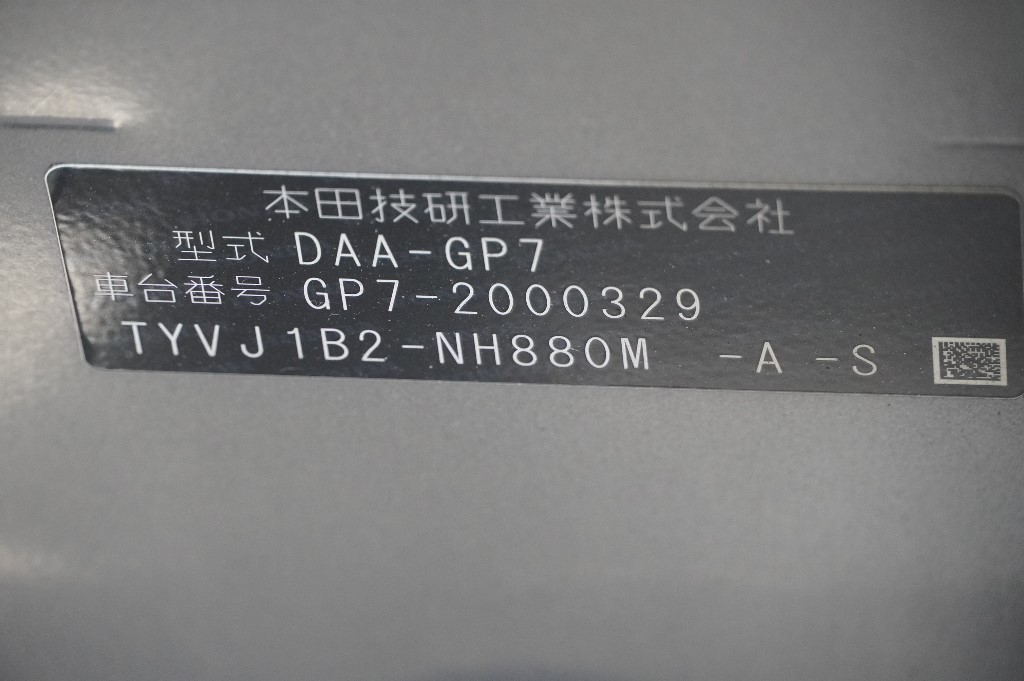 本田技研工業株式会社
型式 DAA-GP7
車台番号 GP7-2000329
TYVJ1B2-NH880M -A -S